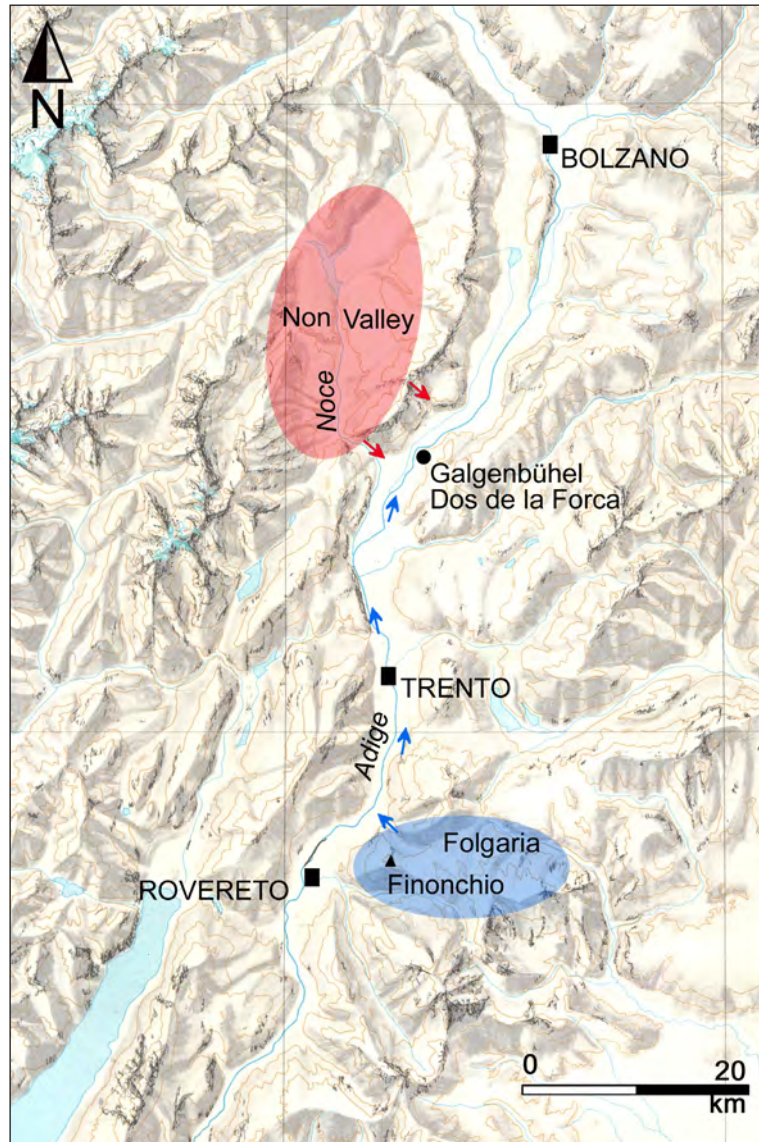 N
BOLZANO
Non Valley
Noce
Galgenbühel
Dos de la Forca
TRENTO
Adige
Folgaria
Finonchio
ROVERETO
0 20
km